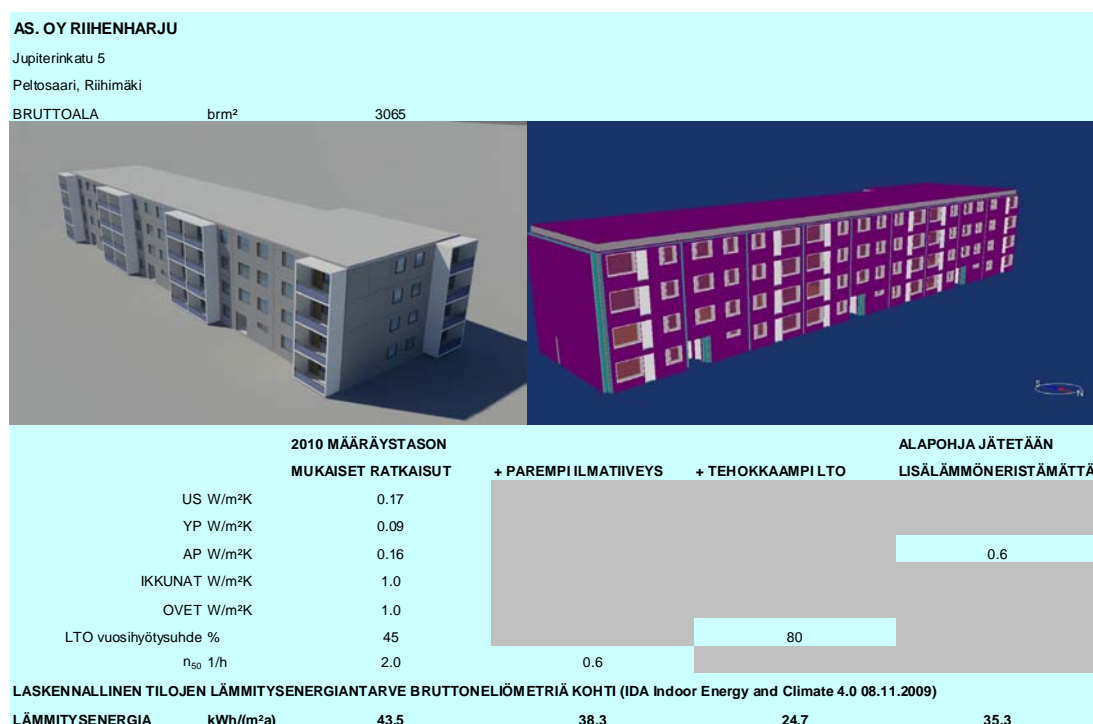 AS. OY RIIHENHARJU
Jupiterinkatu 5
Peltosaari, Riihimäki
BRUTTOALA brm² 3065
S
N
2010 MÄÄRÄYSTASON ALAPOHJA JÄTETÄÄN
MUKAISET RATKAISUT + PAREMPI ILMATIIVEYS + TEHOKKAAMPI LTO LISÄLÄMMÖNERISTÄMÄTTÄ
US W/m²K 0.17
YP W/m²K 0.09
AP W/m²K 0.16 0.6
IKKUNAT W/m²K 1.0
OVET W/m²K 1.0
LTO vuosihyötysuhde % 45 80
n₅₀ 1/h 2.0 0.6
LASKENNALLINEN TILOJEN LÄMMITYSENERGIANTARVE BRUTTONELIÖMETRIÄ KOHTI (IDA Indoor Energy and Climate 4.0 08.11.2009)
LÄMMITYSENERGIA kWh/(m²a) 43.5 38.3 24.7 35.3